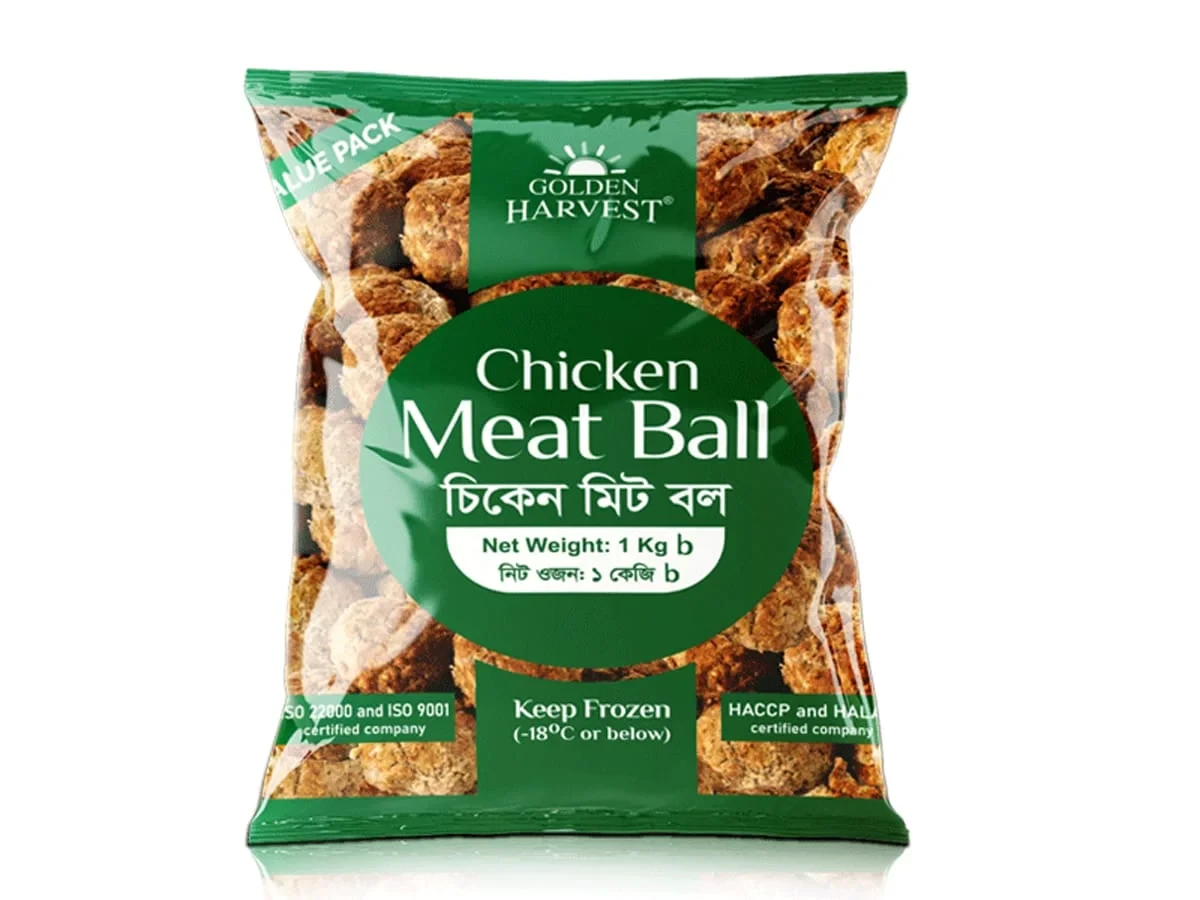 VALUE PACK
GOLDEN
HARVEST®
Chicken
Meat Ball
চিকেন মিট বল
Net Weight: 1 Kg b
নিট ওজন: ১ কেজি b
ISO 22000 and ISO 9001
certified company
Keep Frozen
(-18ºC or below)
HACCP and HALA
certified company